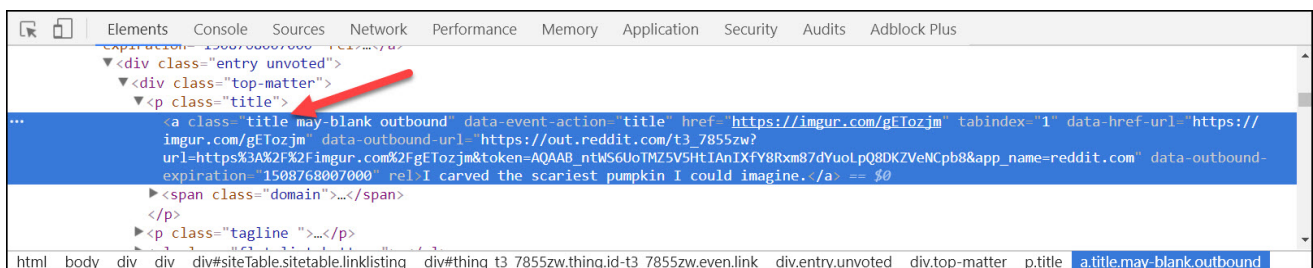 Elements Console Sources Network Performance Memory Application Security Audits Adblock Plus
expiration="1508768007000" rel>…</a>
▼<div class="entry unvoted">
▼<div class="top-matter">
▼<p class="title">
… <a class="title may-blank outbound" data-event-action="title" href="https://imgur.com/gETozjm" tabindex="1" data-href-url="https://
imgur.com/gETozjm" data-outbound-url="https://out.reddit.com/t3_7855zw?
url=https%3A%2F%2Fimgur.com%2FgETozjm&token=AQAAB_ntWS6UoTMZ5V5HtIAnIXfY8Rxm87dYuoLpQ8DKZVeNCpb8&app_name=reddit.com" data-outbound-
expiration="1508768007000" rel>I carved the scariest pumpkin I could imagine.</a> == $0
▶<span class="domain">…</span>
</p>
▶<p class="tagline ">…</p>
html body div div div#siteTable.sitetable.linklisting div#thing_t3_7855zw.thing.id-t3_7855zw.even.link div.entry.unvoted div.top-matter p.title a.title.may-blank.outbound